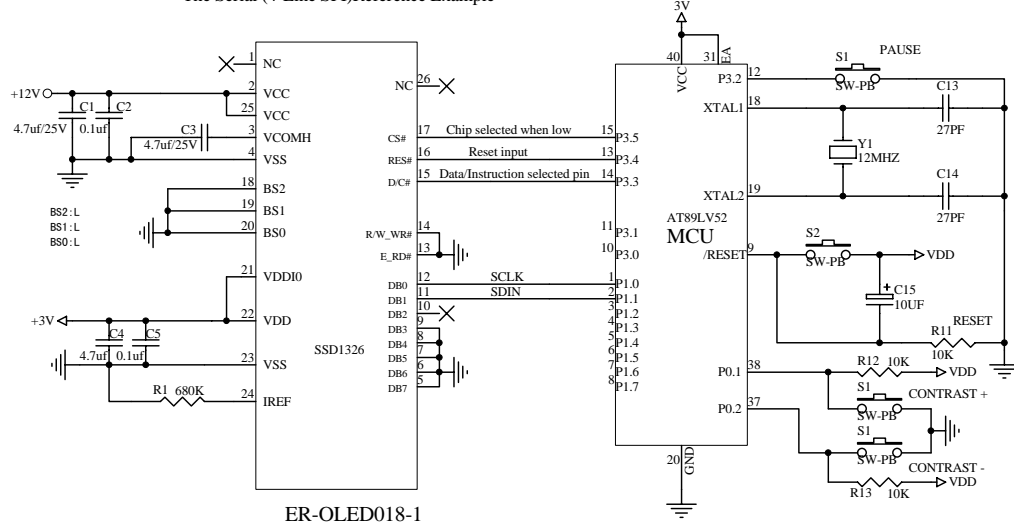 The Serial (4-Line SPI)Reference Example
3V
1
NC
+12V
2
VCC
25
VCC
C1
C2
4.7uf/25V
0.1uf
C3
4.7uf/25V
3
VCOMH
4
VSS
18
BS2
19
BS1
20
BS0
BS2:L
BS1:L
BS0:L
21
VDDI0
+3V
22
VDD
C4
C5
4.7uf
0.1uf
23
VSS
R1
680K
24
IREF
SSD1326
NC
26
CS#
17
RES#
16
D/C#
15
R/W_WR#
14
E_RD#
13
DB0
12
DB1
11
DB2
10
DB3
9
DB4
8
DB5
7
DB6
6
DB7
5
ER-OLED018-1
Chip selected when low
Reset input
Data/Instruction selected pin
SCLK
SDIN
15
P3.5
13
P3.4
14
P3.3
11
P3.1
10
P3.0
1
P1.0
2
P1.1
3
P1.2
4
P1.3
5
P1.4
6
P1.5
7
P1.6
8
P1.7
40
VCC
31
EA
AT89LV52
MCU
20
GND
P3.2
12
XTAL1
18
XTAL2
19
/RESET
9
P0.1
38
P0.2
37
S1
PAUSE
SW-PB
C13
27PF
Y1
12MHZ
C14
27PF
S2
SW-PB
VDD
C15
10UF
R11
RESET
10K
R12
10K
VDD
S1
CONTRAST +
SW-PB
S1
SW-PB
CONTRAST -
R13
10K
VDD